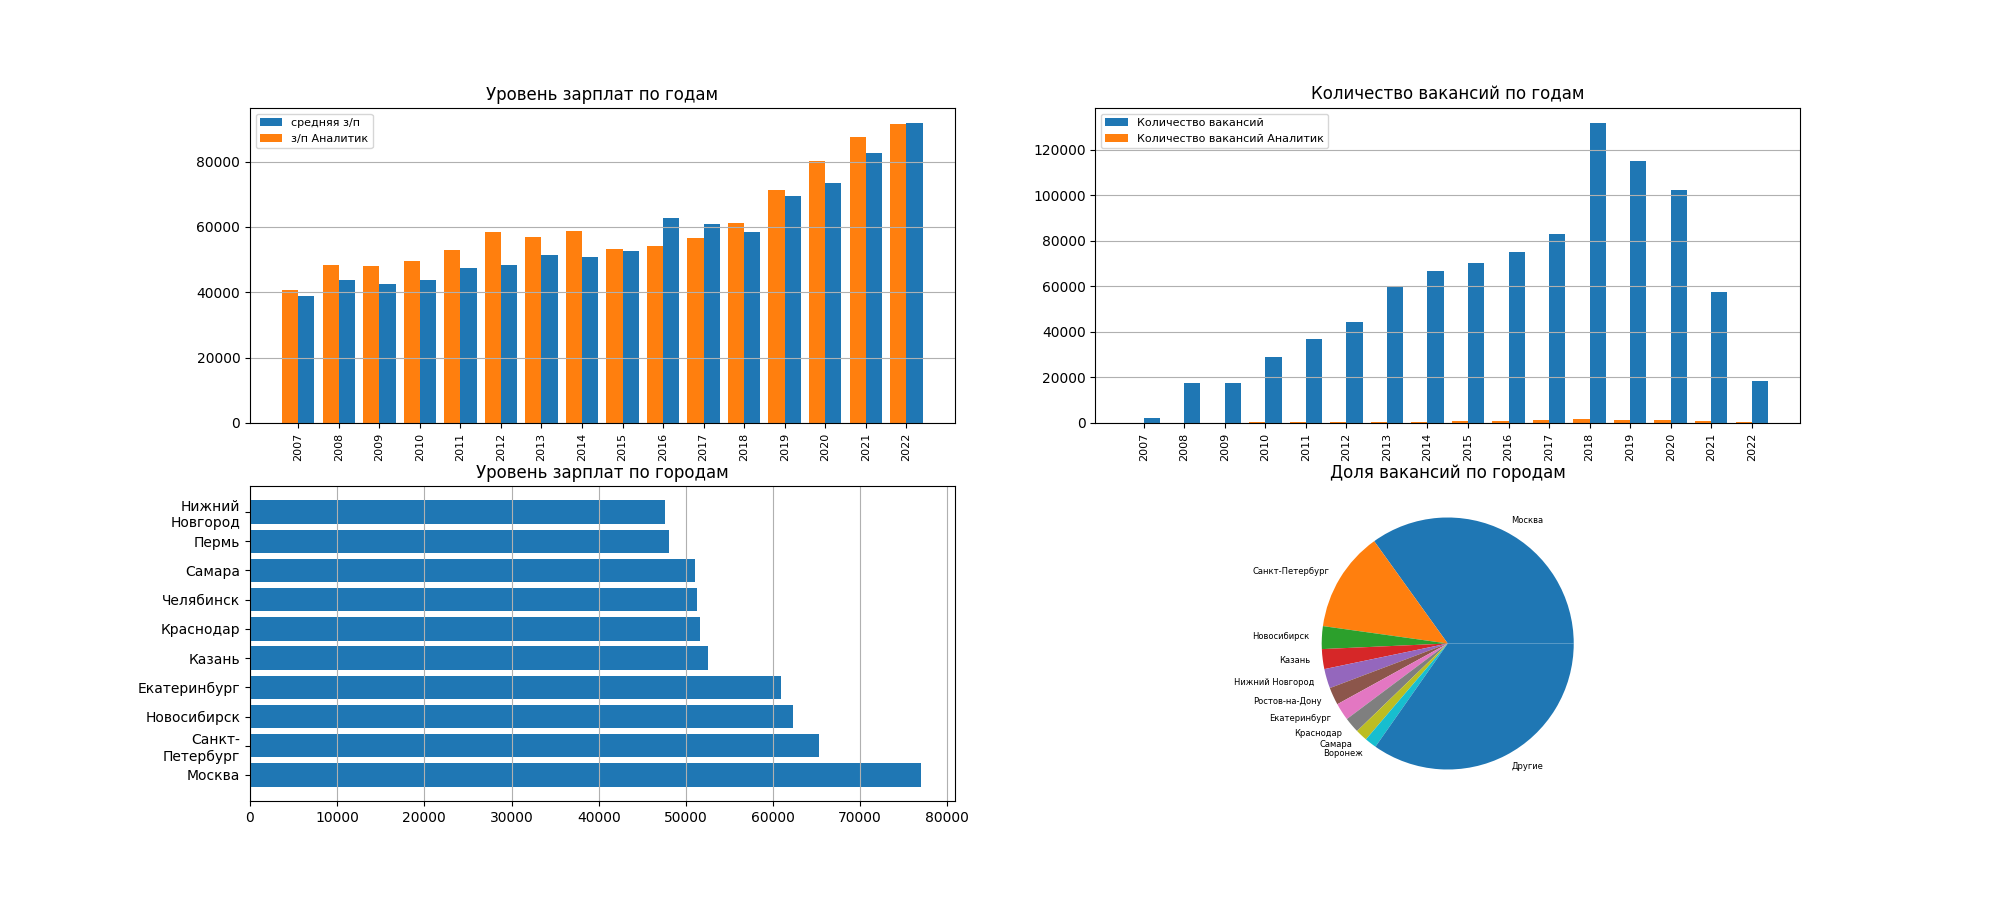 Уровень зарплат по годам
средняя з/п
з/п Аналитик
80000
60000
40000
20000
0
2007
2008
2009
2010
2011
2012
2013
2014
2015
2016
2017
2018
2019
2020
2021
2022
Количество вакансий по годам
Количество вакансий
Количество вакансий Аналитик
120000
100000
80000
60000
40000
20000
0
2007
2008
2009
2010
2011
2012
2013
2014
2015
2016
2017
2018
2019
2020
2021
2022
Уровень зарплат по городам
Нижний
Новгород
Пермь
Самара
Челябинск
Краснодар
Казань
Екатеринбург
Новосибирск
Санкт-
Петербург
Москва
0
10000
20000
30000
40000
50000
60000
70000
80000
Доля вакансий по городам
Москва
Санкт-Петербург
Новосибирск
Казань
Нижний Новгород
Ростов-на-Дону
Екатеринбург
Краснодар
Самара
Воронеж
Другие